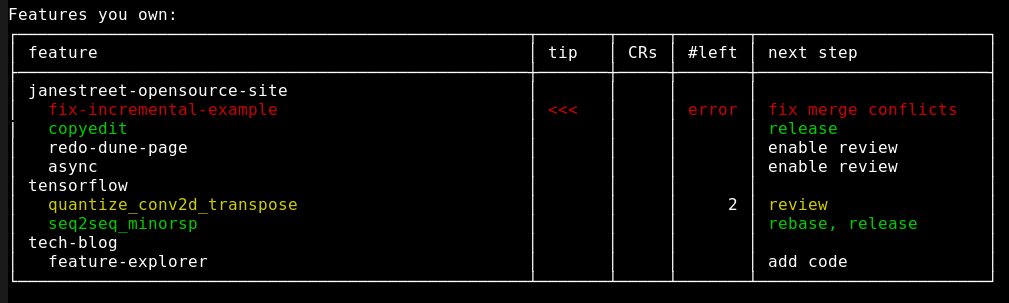 Features you own:
feature tip CRs #left next step
janestreet-opensource-site
fix-incremental-example <<< error fix merge conflicts
copyedit release
redo-dune-page enable review
async enable review
tensorflow
quantize_conv2d_transpose 2 review
seq2seq_minorsp rebase, release
tech-blog
feature-explorer add code